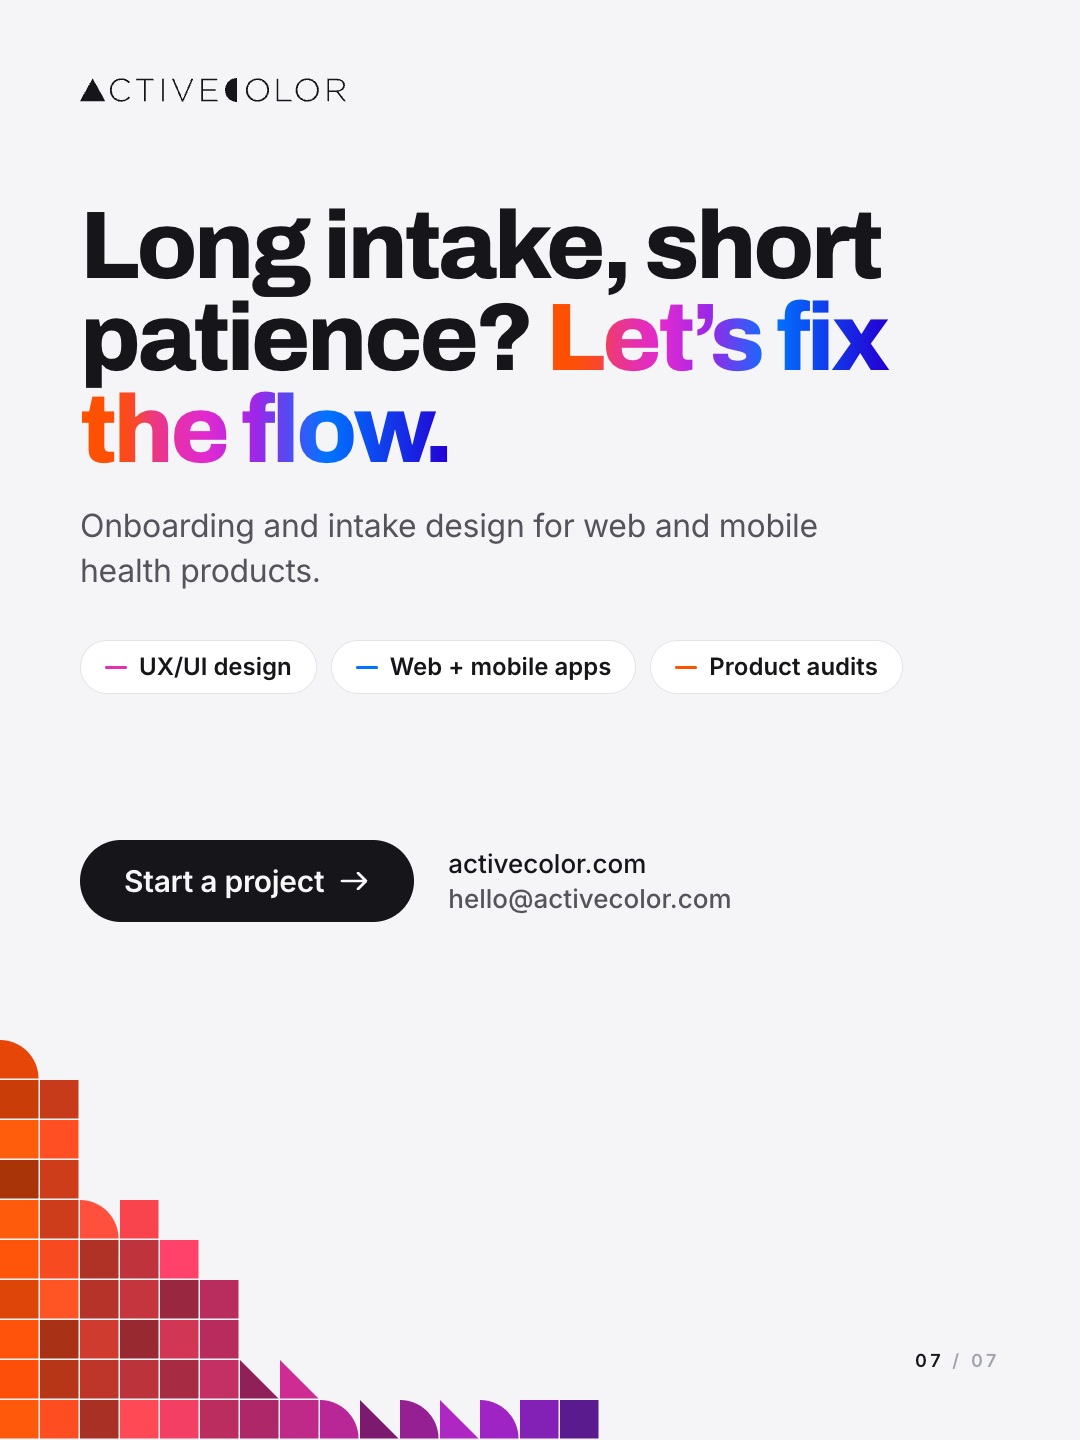 ACTIVECOLOR
Long intake, short
patience? Let’s fix
the flow.
Onboarding and intake design for web and mobile
health products.
UX/UI design
Web + mobile apps
Product audits
Start a project →
activecolor.com
hello@activecolor.com
07 / 07